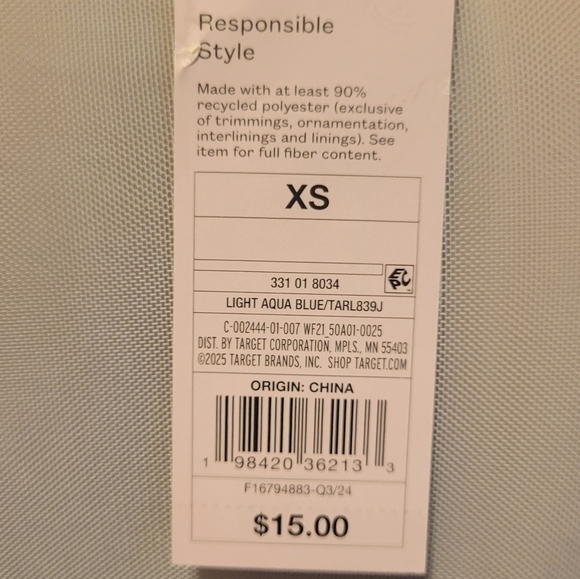 Responsible
Style
Made with at least 90%
recycled polyester (exclusive
of trimmings, ornamentation,
interlinings and linings). See
item for full fiber content.
XS
331 01 8034
EPC
LIGHT AQUA BLUE/TARL839J
C-002444-01-007 WF21_50A01-0025
DIST. BY TARGET CORPORATION, MPLS., MN 55403
©2025 TARGET BRANDS, INC. SHOP TARGET.COM
ORIGIN: CHINA
1 98420 36213 3
F16794883-Q3/24
$15.00